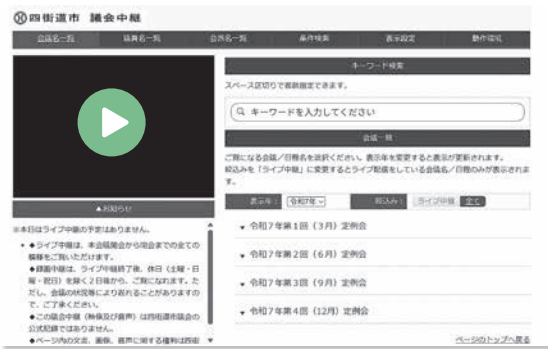 四街道市 議会中継
会議名一覧 議員名一覧 会派名一覧 条件検索 表示設定 動作環境
キーワード検索
スペース区切りで複数指定できます。
キーワードを入力してください
会議一覧
ご覧になる会議／日程名を選択ください。表示年を変更すると表示が更新されます。
絞込みを「ライブ中継」に変更するとライブ配信をしている会議名／日程のみが表示されま
す。
表示年： 令和7年 絞込み： ライブ中継 全て
▲お知らせ
※本日はライブ中継の予定はありません。
◆ライブ中継は、本会議開会から閉会までの全ての
模様をご覧いただけます。
◆録画中継は、ライブ中継終了後、休日（土曜・日
曜・祝日）を除く２日後から、ご覧になれます。た
だし、会議の状況等により遅れることがありますの
で、ご了承ください。
◆この議会中継（映像及び音声）は四街道市議会の
公式記録ではありません。
◆ページ内の文章、画像、音声に関する権利は四街
令和７年第１回（３月）定例会
令和７年第２回（６月）定例会
令和７年第３回（９月）定例会
令和７年第４回（12月）定例会
ページのトップへ戻る